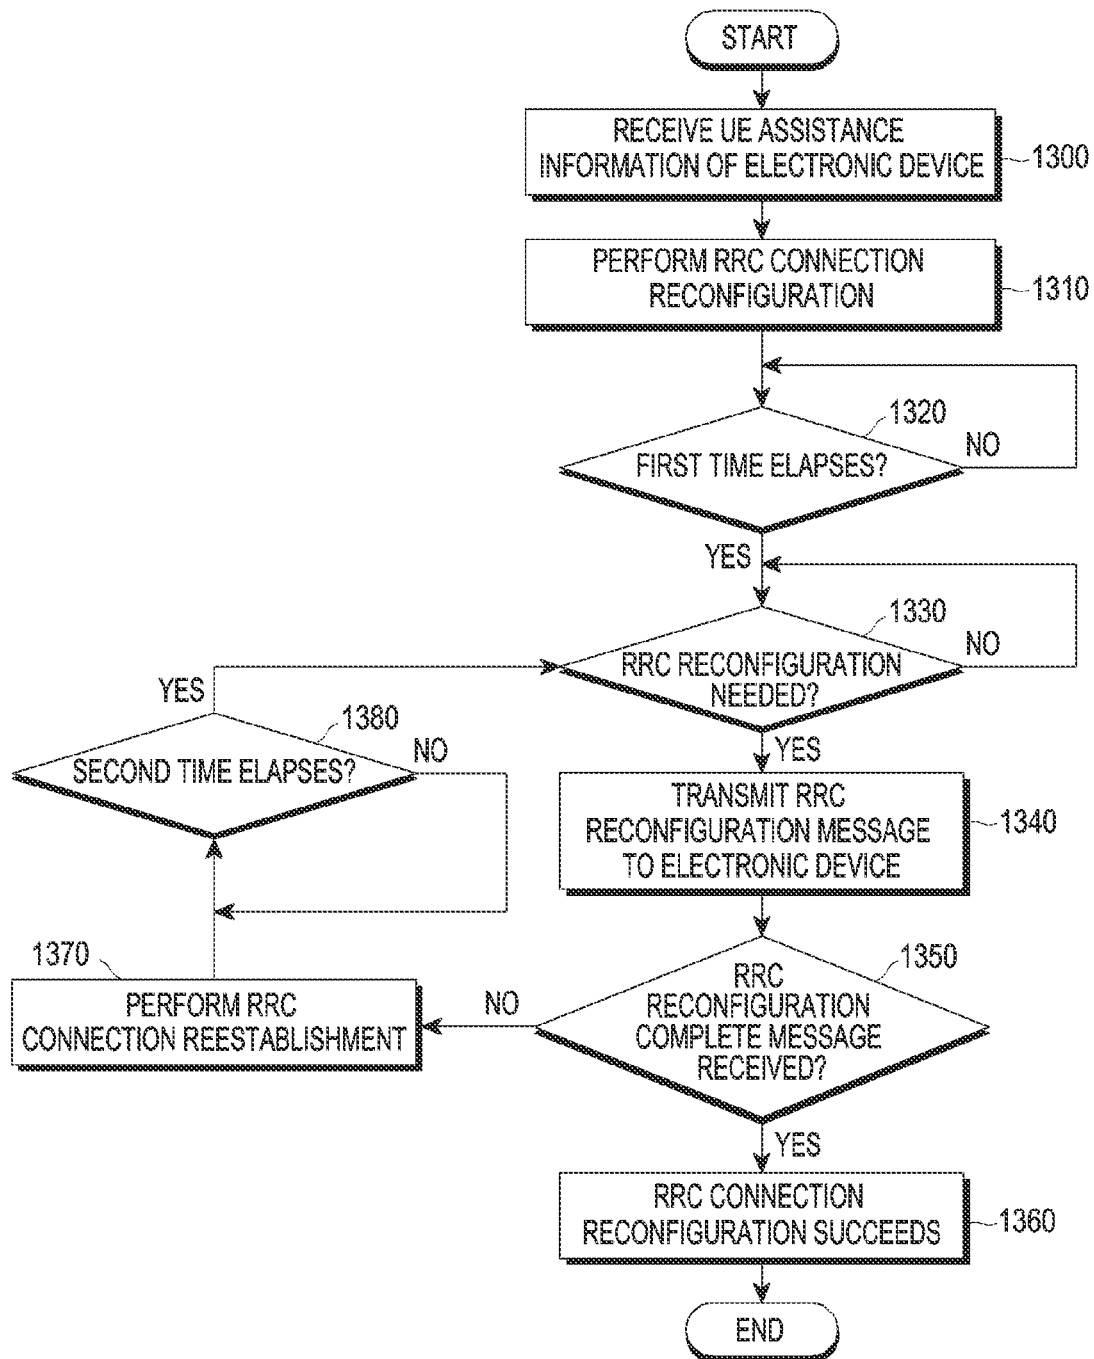 START
RECEIVE UE ASSISTANCE
INFORMATION OF ELECTRONIC DEVICE
1300
PERFORM RRC CONNECTION
RECONFIGURATION
1310
1320
FIRST TIME ELAPSES?
NO
YES
1330
RRC RECONFIGURATION
NEEDED?
NO
YES
1380
SECOND TIME ELAPSES?
NO
YES
TRANSMIT RRC
RECONFIGURATION MESSAGE
TO ELECTRONIC DEVICE
1340
1350
RRC
RECONFIGURATION
COMPLETE MESSAGE
RECEIVED?
NO
1370
PERFORM RRC
CONNECTION REESTABLISHMENT
YES
RRC CONNECTION
RECONFIGURATION SUCCEEDS
1360
END